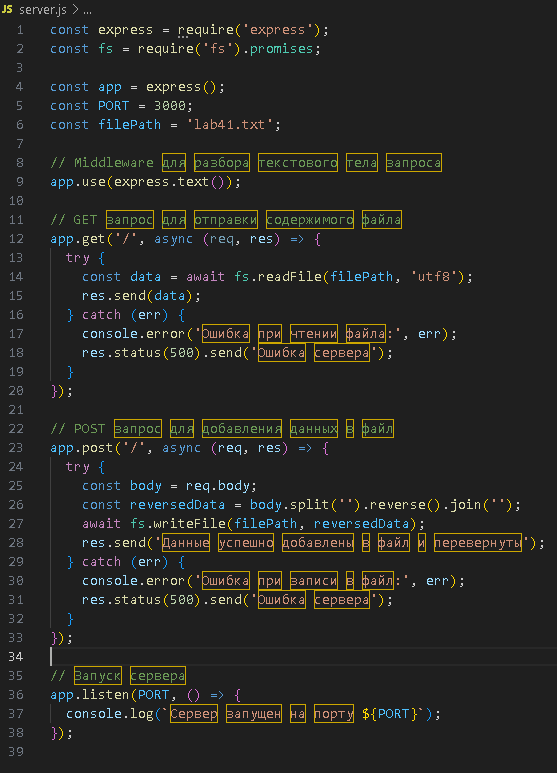 JS server.js > ...
1 const express = require('express');
2 const fs = require('fs').promises;
3
4 const app = express();
5 const PORT = 3000;
6 const filePath = 'lab41.txt';
7
8 // Middleware для разбора текстового тела запроса
9 app.use(express.text());
10
11 // GET запрос для отправки содержимого файла
12 app.get('/', async (req, res) => {
13   try {
14     const data = await fs.readFile(filePath, 'utf8');
15     res.send(data);
16   } catch (err) {
17     console.error('Ошибка при чтении файла:', err);
18     res.status(500).send('Ошибка сервера');
19   }
20 });
21
22 // POST запрос для добавления данных в файл
23 app.post('/', async (req, res) => {
24   try {
25     const body = req.body;
26     const reversedData = body.split('').reverse().join('');
27     await fs.writeFile(filePath, reversedData);
28     res.send('Данные успешно добавлены в файл и перевернуты');
29   } catch (err) {
30     console.error('Ошибка при записи в файл:', err);
31     res.status(500).send('Ошибка сервера');
32   }
33 });
34
35 // Запуск сервера
36 app.listen(PORT, () => {
37   console.log(`Сервер запущен на порту ${PORT}`);
38 });
39